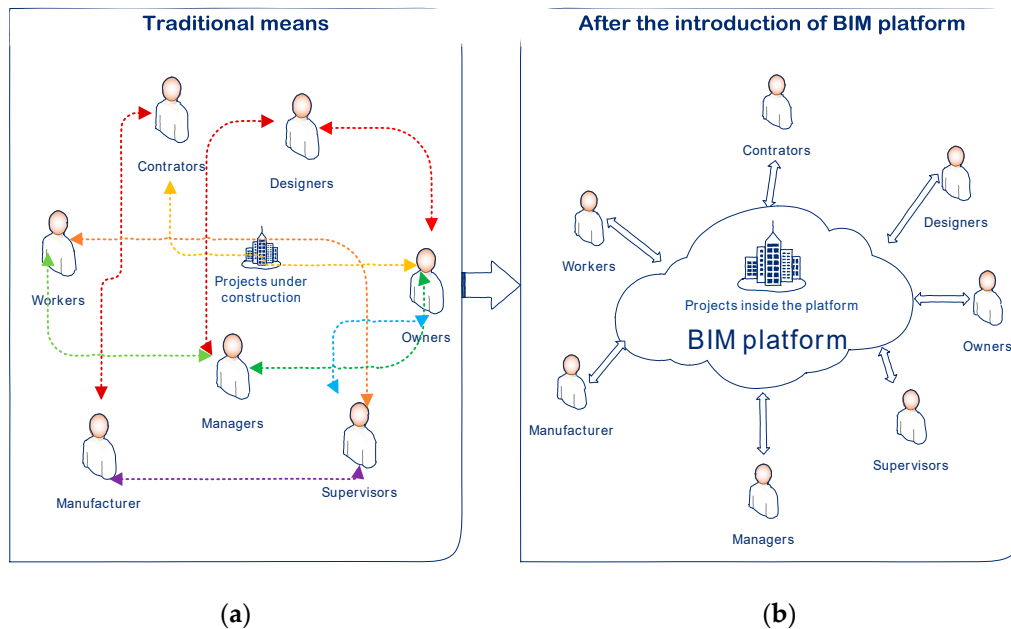 Traditional means
Contrators
Designers
Workers
Projects under
construction
Owners
Managers
Manufacturer
Supervisors
(a)
After the introduction of BIM platform
Contrators
Designers
Workers
Projects inside the platform
BIM platform
Owners
Manufacturer
Supervisors
Managers
(b)